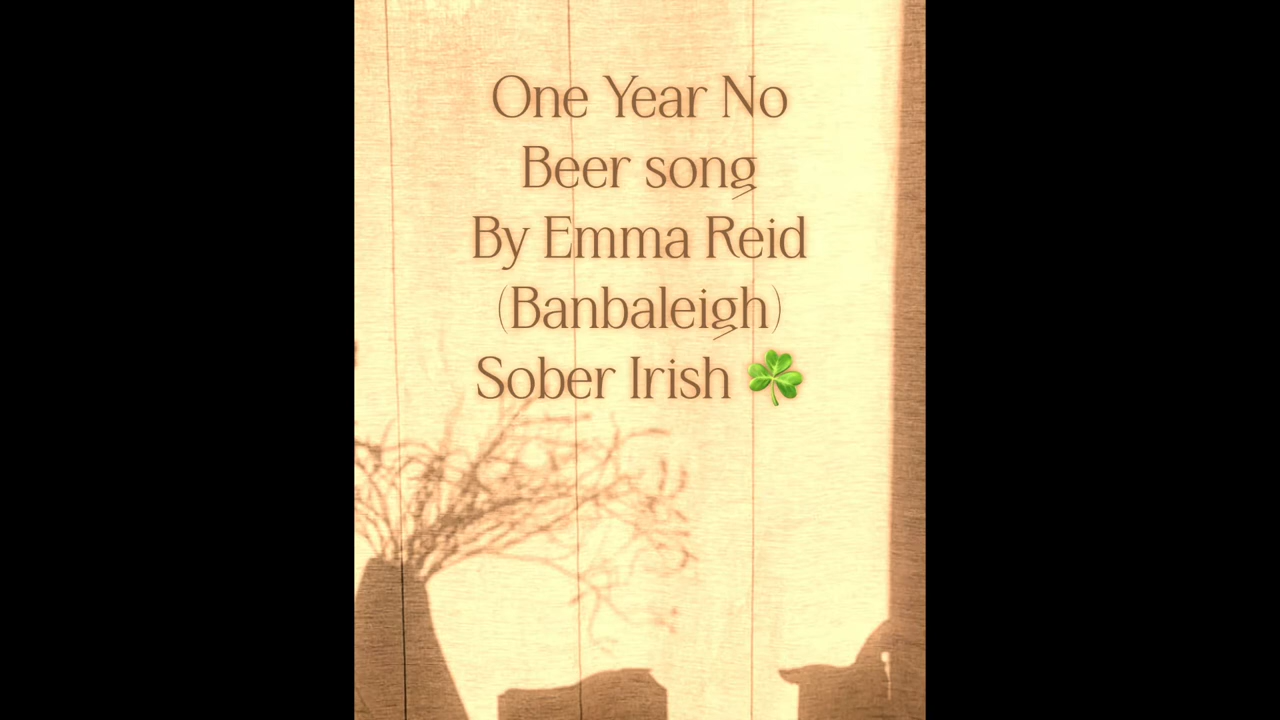 One Year No
Beer song
By Emma Reid
(Banbaleigh)
Sober Irish ☘️